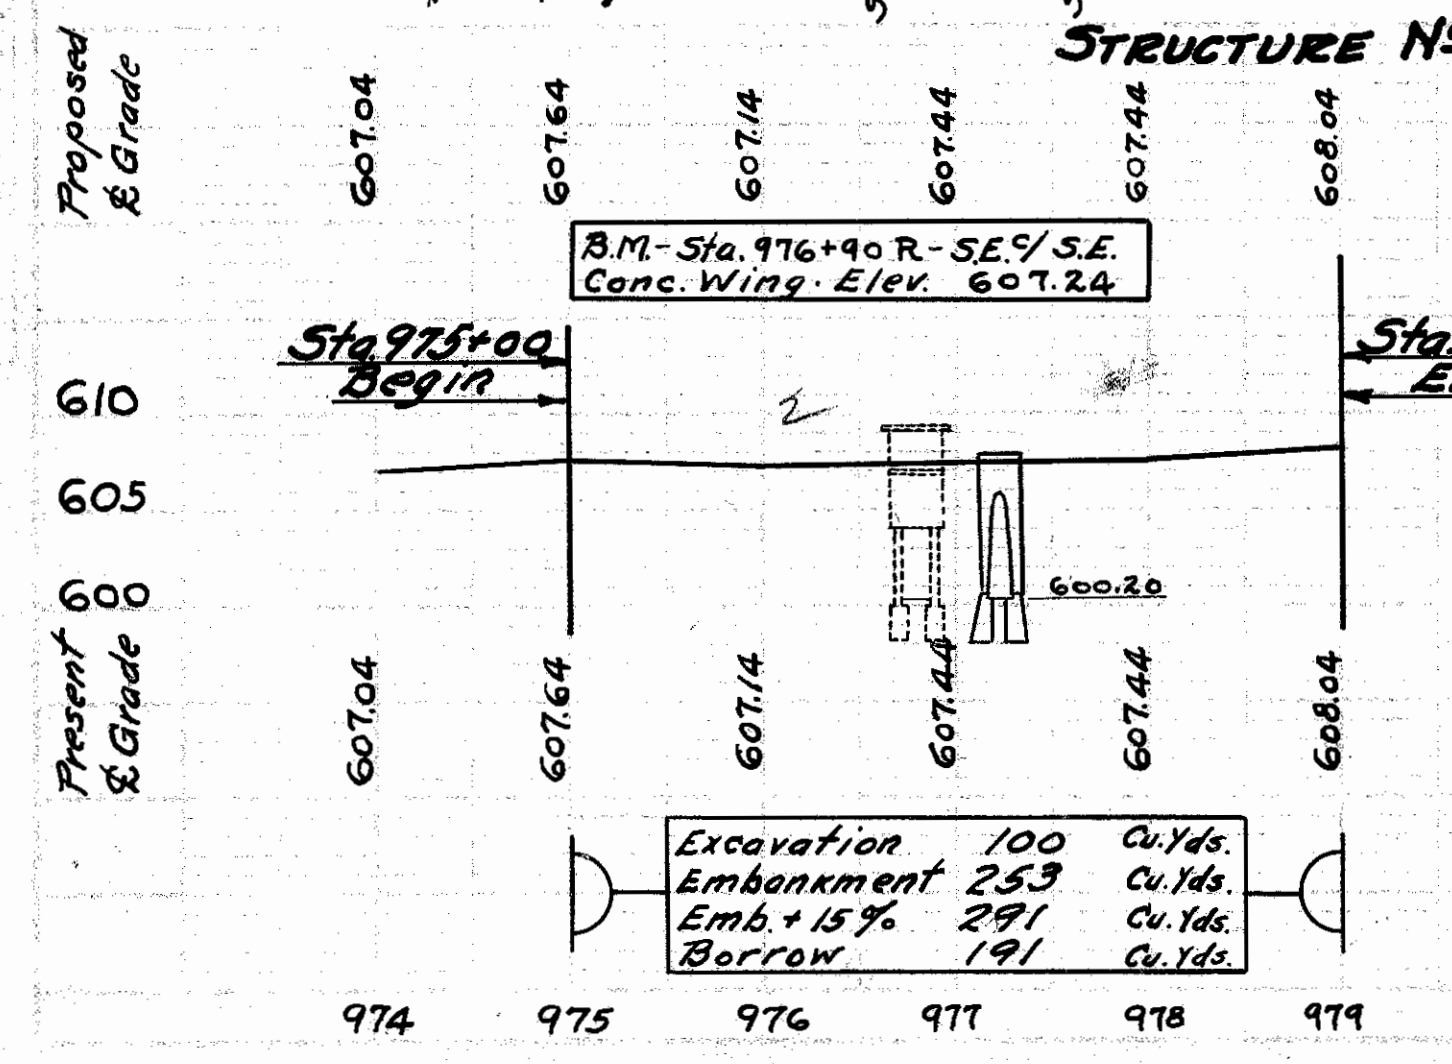 STRUCTURE
Proposed
℄ Grade
607.04 607.64 607.14 607.44 607.44 608.04
B.M.- Sta. 976+90 R - S.E.c/ S.E.
Conc. Wing. Elev. 607.24
Sta. 975+00
Begin
Sta.
610
605
600
600.20
Present
℄ Grade
607.04 607.64 607.14 607.44 607.44 608.04
Excavation 100 Cu.Yds.
Embankment 253 Cu.Yds.
Emb. + 15% 291 Cu.Yds.
Borrow 191 Cu.Yds.
974 975 976 977 978 979